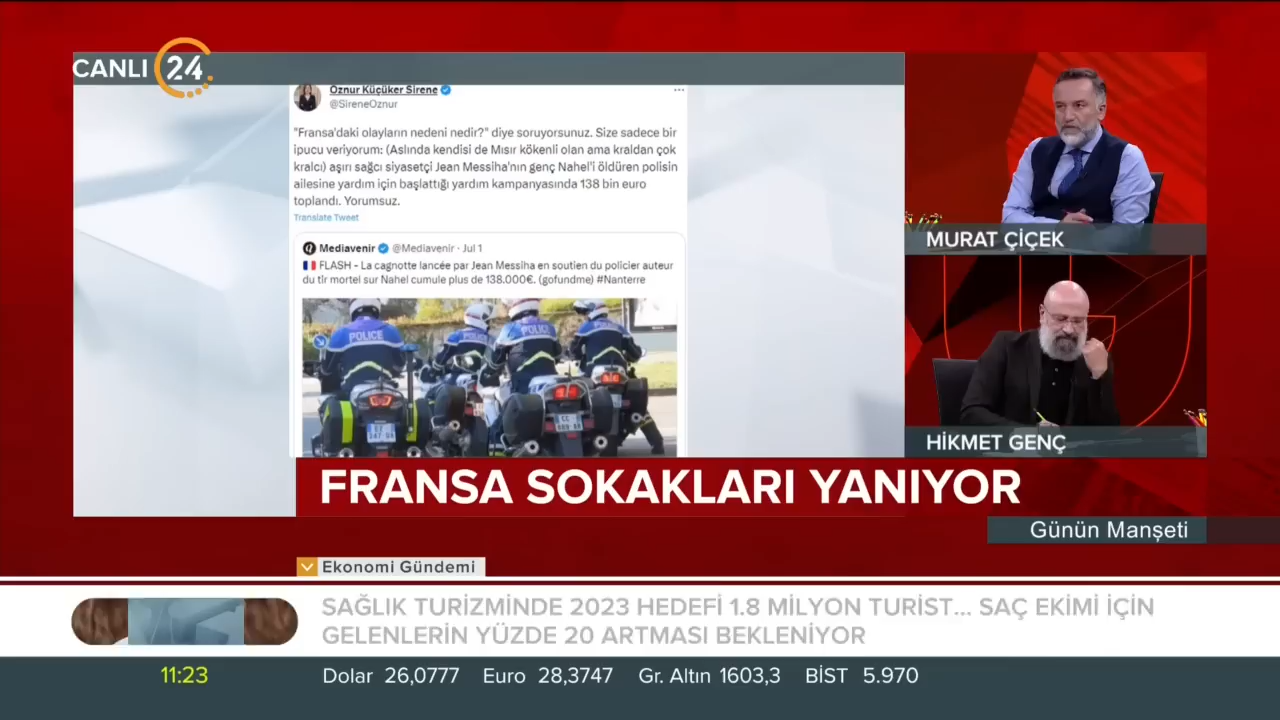 CANLI 24
Öznur Küçüker Sirene
@SireneOznur
"Fransa'daki olayların nedeni nedir?" diye soruyorsunuz. Size sadece bir
ipucu veriyorum: (Aslında kendisi de Mısır kökenli olan ama kraldan çok
kralcı) aşırı sağcı siyasetçi Jean Messiha'nın genç Nahel'i öldüren polisin
ailesine yardım için başlattığı yardım kampanyasında 138 bin euro
toplandı. Yorumsuz.
Translate Tweet
Mediavenir @Mediavenir · Jul 1
FLASH - La cagnotte lancée par Jean Messiha en soutien du policier auteur
du tir mortel sur Nahel cumule plus de 138.000€. (gofundme) #Nanterre
POLICE
POLICE
POLICE
POLICE
MURAT ÇİÇEK
HİKMET GENÇ
FRANSA SOKAKLARI YANIYOR
Günün Manşeti
Ekonomi Gündemi
SAĞLIK TURİZMİNDE 2023 HEDEFİ 1.8 MİLYON TURİST... SAÇ EKİMİ İÇİN
GELENLERİN YÜZDE 20 ARTMASI BEKLENİYOR
11:23 Dolar 26,0777 Euro 28,3747 Gr. Altın 1603,3 BİST 5.970